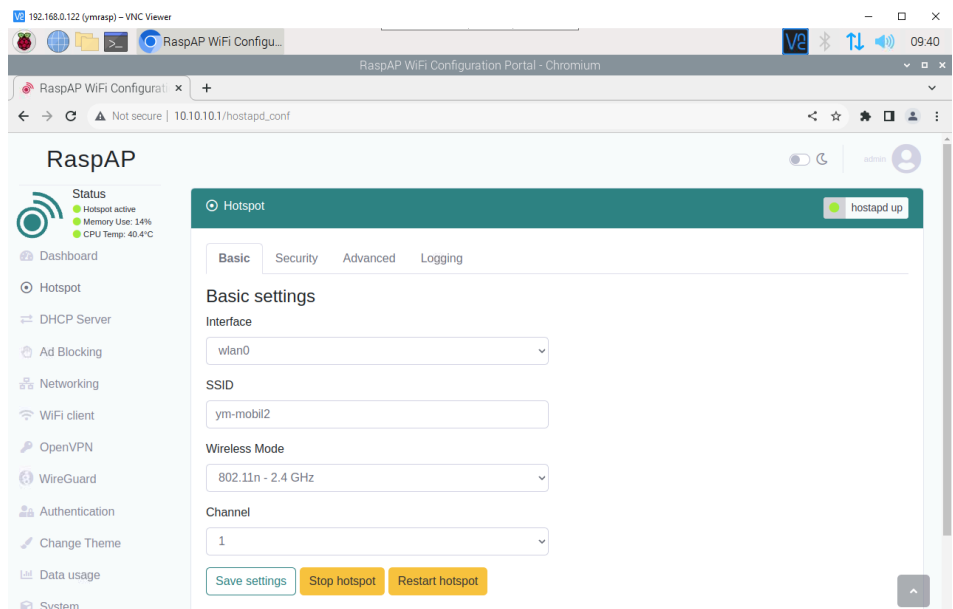 192.168.0.122 (ymrasp) – VNC Viewer
RaspAP WiFi Configu...
09:40
RaspAP WiFi Configuration Portal - Chromium
RaspAP WiFi Configurati
Not secure | 10.10.10.1/hostapd_conf
RaspAP
admin
Status
Hotspot active
Memory Use: 14%
CPU Temp: 40.4°C
Dashboard
Hotspot
DHCP Server
Ad Blocking
Networking
WiFi client
OpenVPN
WireGuard
Authentication
Change Theme
Data usage
System
Hotspot
hostapd up
Basic Security Advanced Logging
Basic settings
Interface
wlan0
SSID
ym-mobil2
Wireless Mode
802.11n - 2.4 GHz
Channel
1
Save settings Stop hotspot Restart hotspot